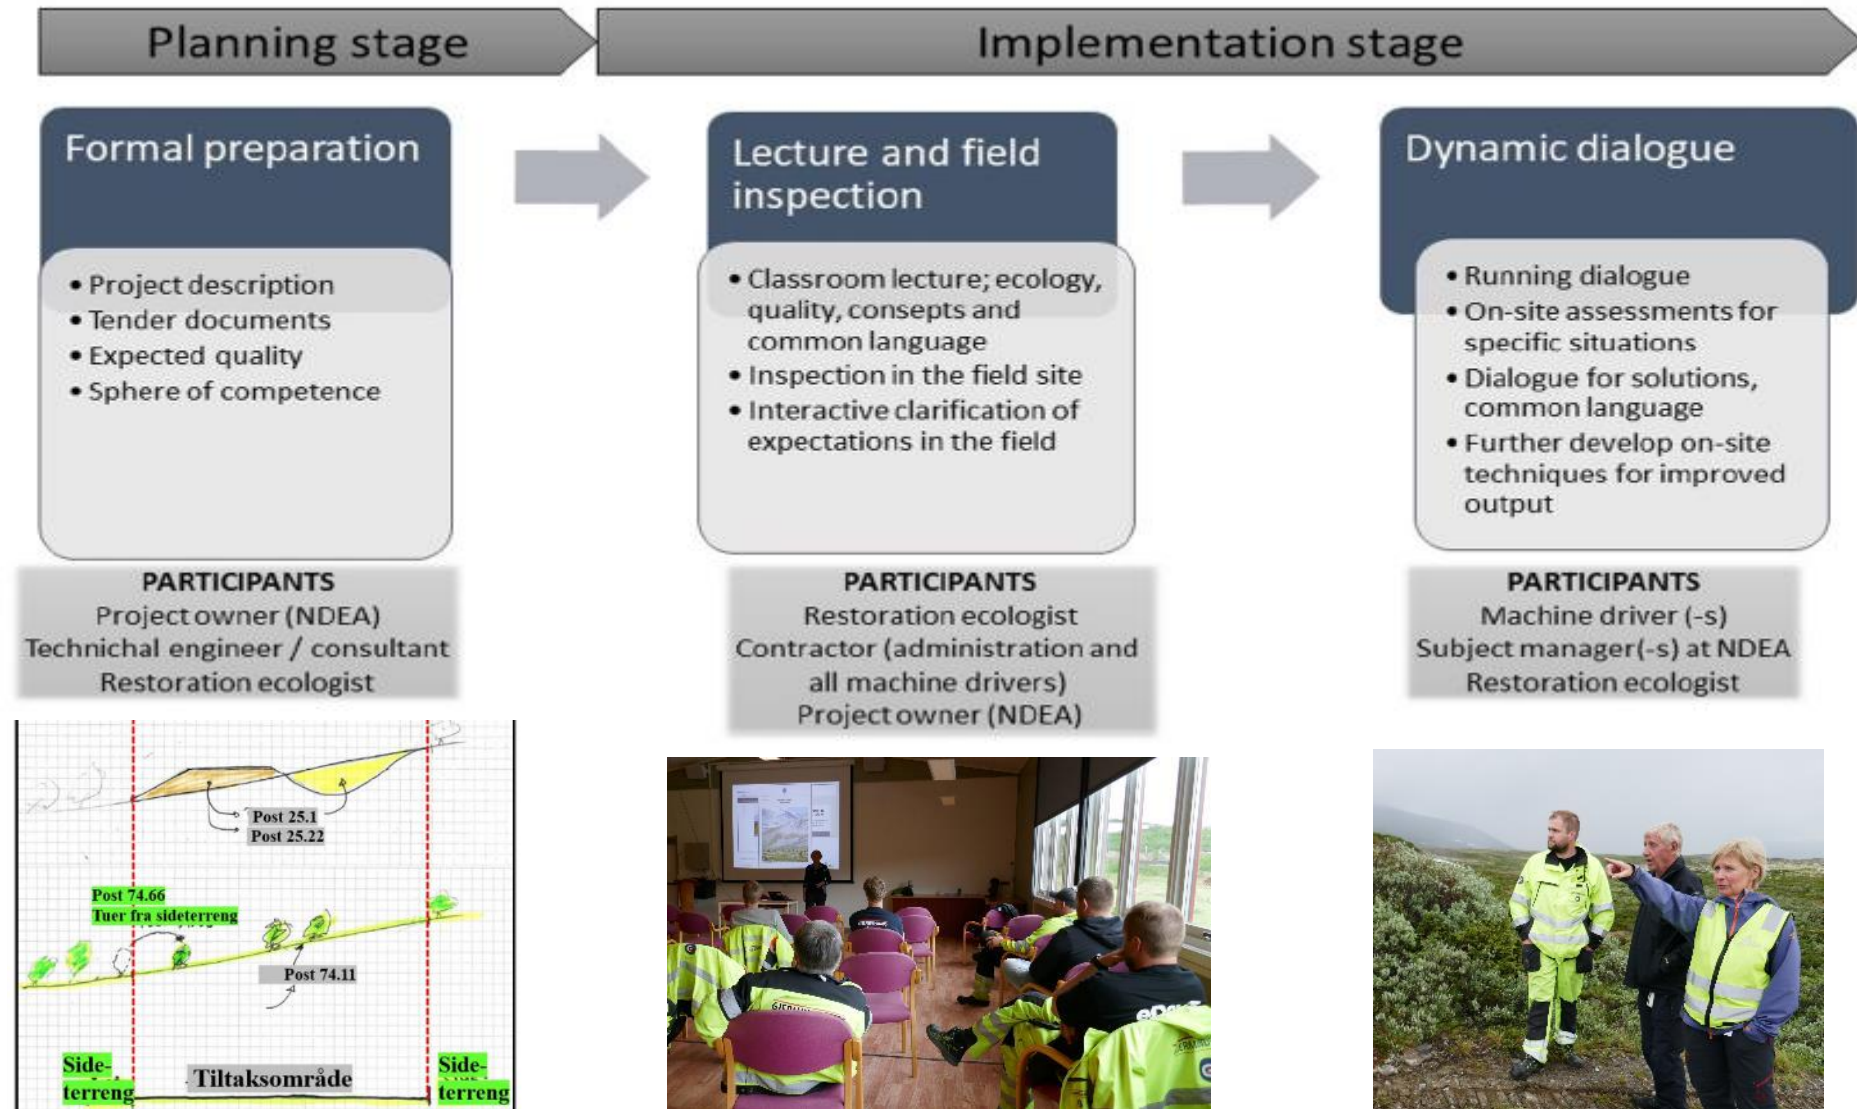 Planning stage
Implementation stage
Formal preparation
• Project description
• Tender documents
• Expected quality
• Sphere of competence
PARTICIPANTS
Project owner (NDEA)
Technichal engineer / consultant
Restoration ecologist
Lecture and field
inspection
• Classroom lecture; ecology,
quality, consepts and
common language
• Inspection in the field site
• Interactive clarification of
expectations in the field
PARTICIPANTS
Restoration ecologist
Contractor (administration and
all machine drivers)
Project owner (NDEA)
Dynamic dialogue
• Running dialogue
• On-site assessments for
specific situations
• Dialogue for solutions,
common language
• Further develop on-site
techniques for improved
output
PARTICIPANTS
Machine driver (-s)
Subject manager(-s) at NDEA
Restoration ecologist
Post 25.1
Post 25.22
Post 74.66
Tuer fra sideterreng
Post 74.11
Side-
terreng
Tiltaksområde
Side-
terreng